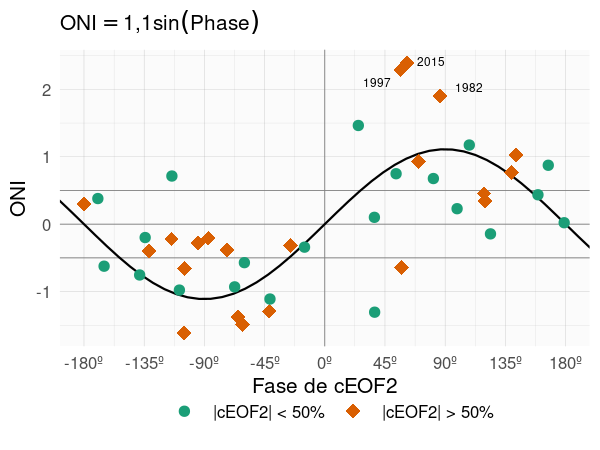 ONI = 1,1sin(Phase)
2015
1997
1982
2
1
0
-1
ONI
-180º -135º -90º -45º 0º 45º 90º 135º 180º
Fase de cEOF2
|cEOF2| < 50% |cEOF2| > 50%